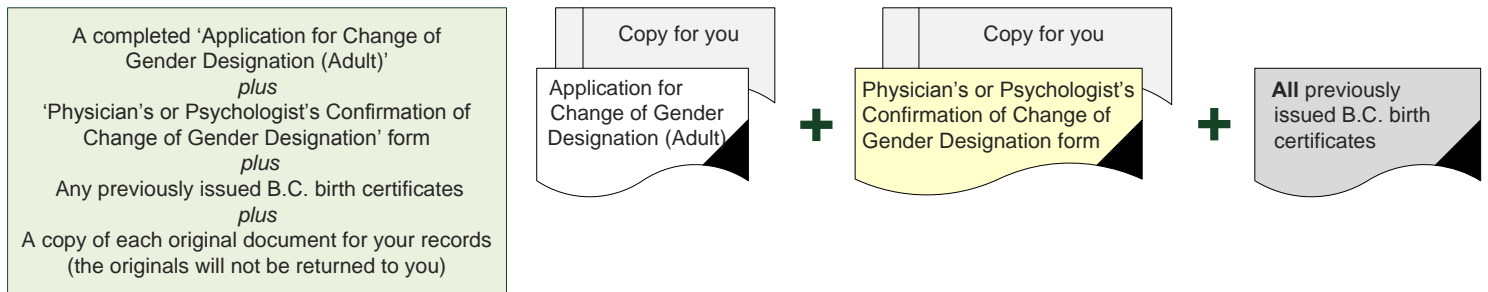 A completed ‘Application for Change of
Gender Designation (Adult)’
plus
‘Physician’s or Psychologist’s Confirmation of
Change of Gender Designation’ form
plus
Any previously issued B.C. birth certificates
plus
A copy of each original document for your records
(the originals will not be returned to you)
Copy for you
Application for
Change of Gender
Designation (Adult)
+
Copy for you
Physician’s or Psychologist’s
Confirmation of Change of
Gender Designation form
+
All previously
issued B.C. birth
certificates